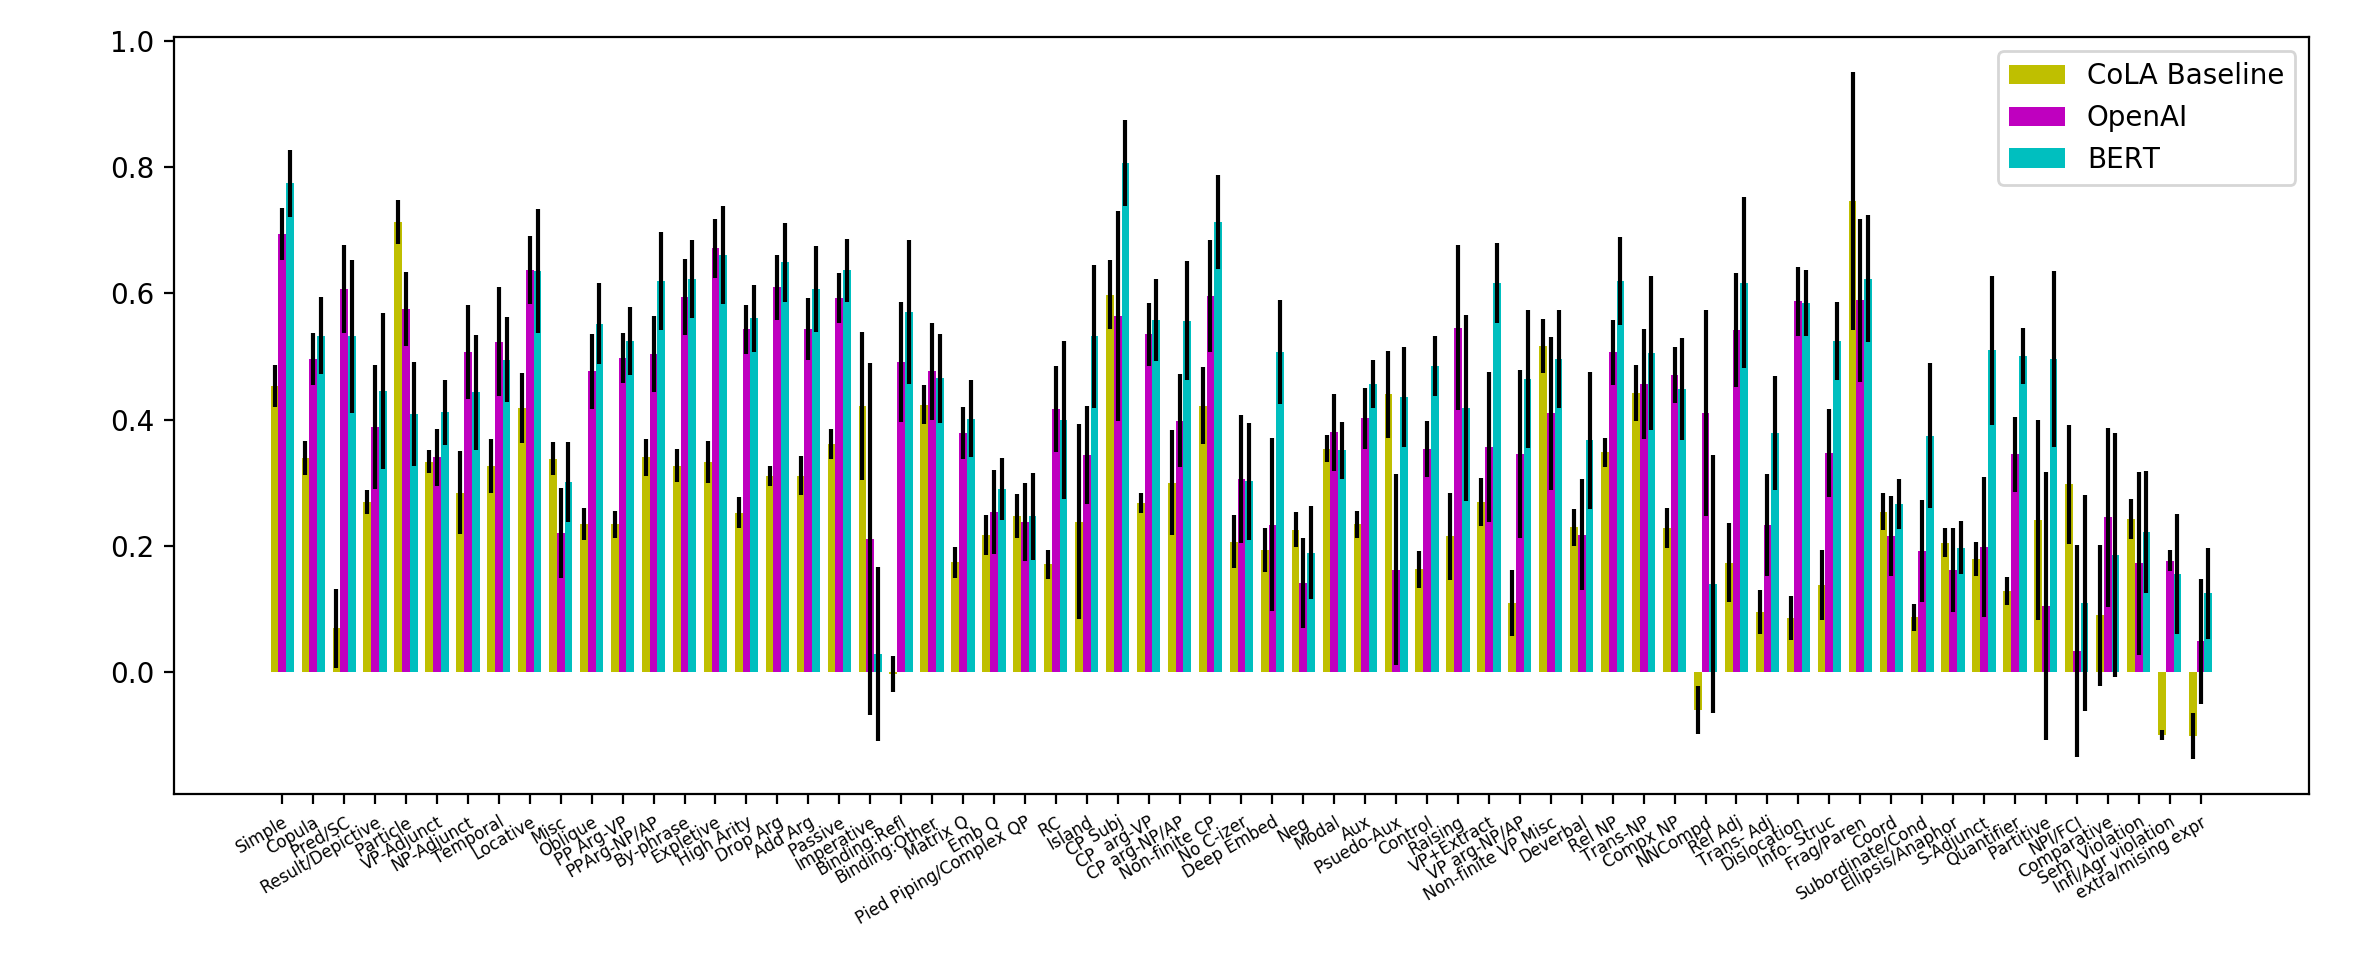 1.0
0.8
0.6
0.4
0.2
0.0
CoLA Baseline
OpenAI
BERT
Simple
Copula
Pred/SC
Result/Depictive
Particle
VP-Adjunct
NP-Adjunct
Temporal
Locative
Misc
Oblique
PP Arg-VP
PPArg-NP/AP
By-phrase
Expletive
High Arity
Drop Arg
Add Arg
Passive
Imperative
Binding:Refl
Binding:Other
Matrix Q
Emb Q
Pied Piping/Complex QP
RC
Island
CP Subj
CP arg-VP
CP arg-NP/AP
Non-finite CP
No C-izer
Deep Embed
Neg
Modal
Aux
Psuedo-Aux
Control
Raising
VP+Extract
VP arg-NP/AP
Non-finite VP Misc
Deverbal
Rel NP
Trans-NP
Compx NP
NNCompd
Rel Adj
Trans- Adj
Dislocation
Info- Struc
Frag/Paren
Coord
Subordinate/Cond
Ellipsis/Anaphor
S-Adjunct
Quantifier
Partitive
NPI/FCI
Comparative
Sem Violation
Infl/Agr violation
extra/mising expr